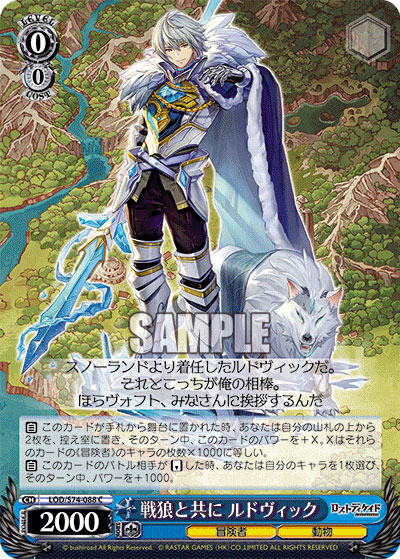 LEVEL
0
0
COST
SAMPLE
スノーランドより着任したルドヴィックだ。
それとこっちが俺の相棒。
ほらヴォフト、みなさんに挨拶するんだ
自 このカードが手札から舞台に置かれた時、あなたは自分の山札の上から
2枚を、控え室に置き、そのターン中、このカードのパワーを+X。Xはそれら
のカードの《冒険者》のキャラの枚数×1000に等しい。
自 このカードのバトル相手が【リバース】した時、あなたは自分のキャラを1枚選び、
そのターン中、パワーを+1000。
CH LOD/S74-088 C
2000
戦狼と共に ルドヴィック
ロストディケイド
冒険者
動物
© bushiroad All Rights Reserved. © RASTAR GAMES (HK) CO.,LIMITED ALL RIGHTS RESERVED.